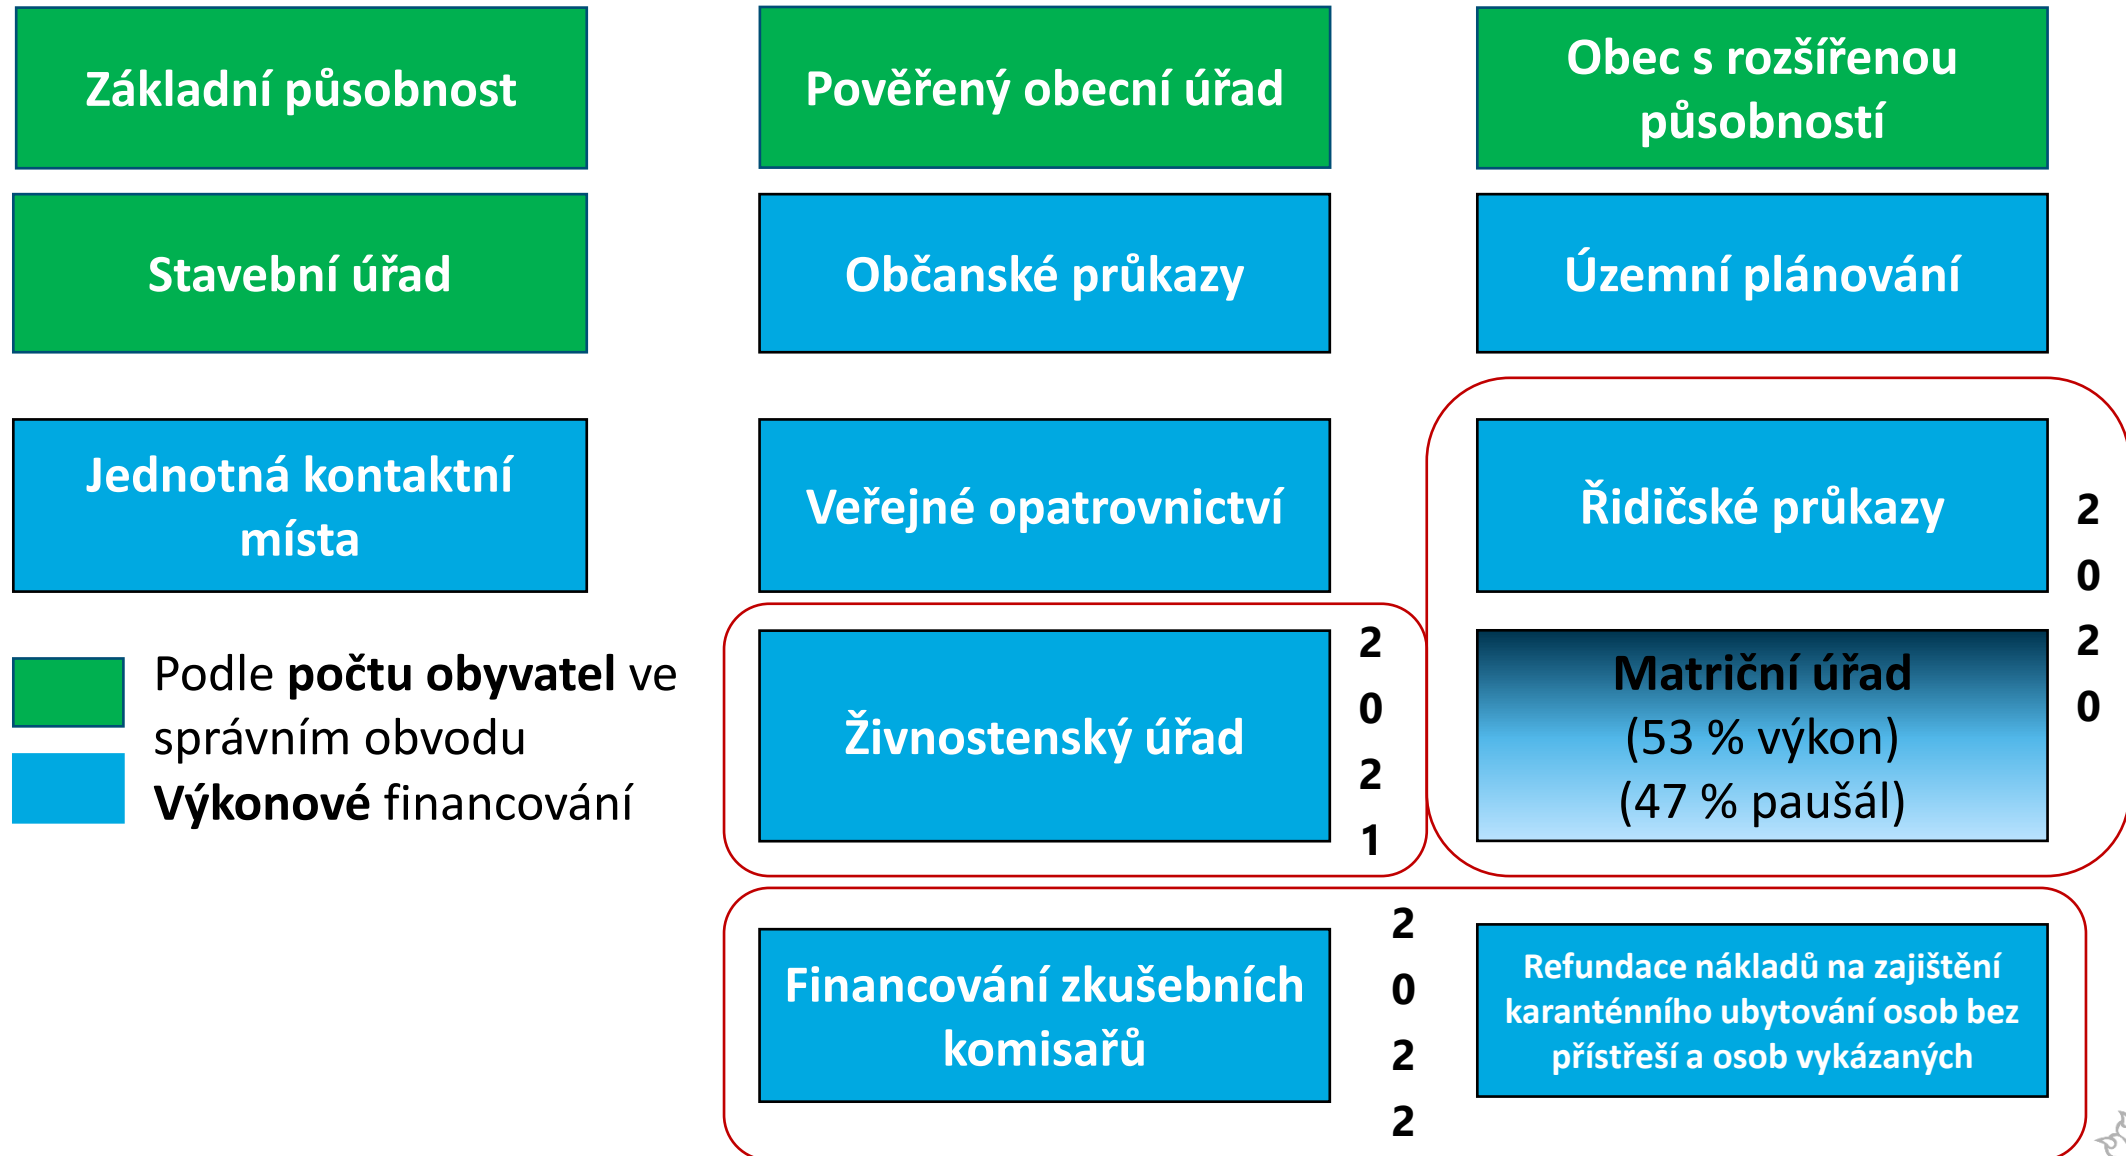 Základní působnost
Pověřený obecní úřad
Obec s rozšířenou
působností
Stavební úřad
Občanské průkazy
Územní plánování
Jednotná kontaktní
místa
Veřejné opatrovnictví
Řidičské průkazy
2
0
2
0
Podle počtu obyvatel ve
správním obvodu
Výkonové financování
Živnostenský úřad
2
0
2
1
Matriční úřad
(53 % výkon)
(47 % paušál)
Financování zkušebních
komisařů
2
0
2
2
Refundace nákladů na zajištění
karanténního ubytování osob bez
přístřeší a osob vykázaných